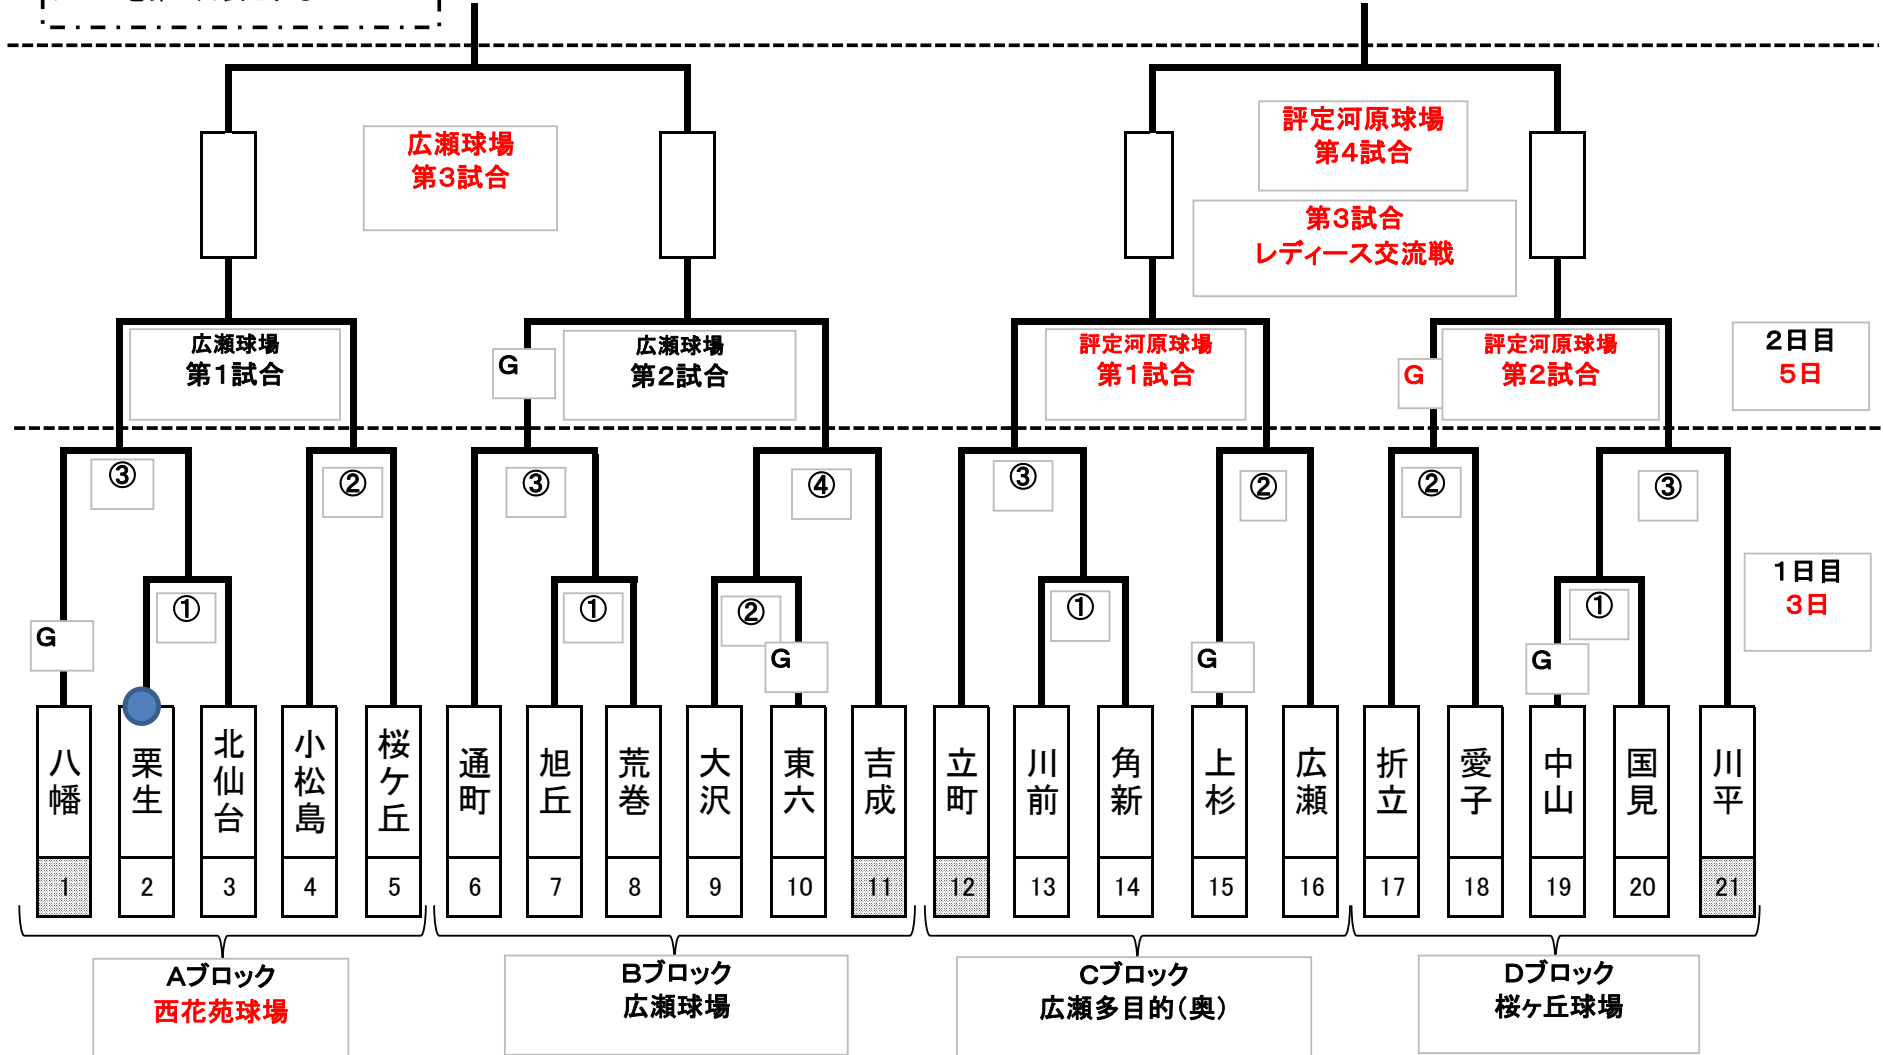 広瀬球場
第3試合
評定河原球場
第4試合
第3試合
レディース交流戦
広瀬球場
第1試合
G
広瀬球場
第2試合
評定河原球場
第1試合
G
評定河原球場
第2試合
2日目
5日
③
②
③
④
③
②
②
③
1日目
3日
①
①
②
①
①
G
G
G
G
八幡
栗生
北仙台
小松島
桜ケ丘
通町
旭丘
荒巻
大沢
東六
吉成
立町
川前
角新
上杉
広瀬
折立
愛子
中山
国見
川平
1
2
3
4
5
6
7
8
9
10
11
12
13
14
15
16
17
18
19
20
21
Aブロック
西花苑球場
Bブロック
広瀬球場
Cブロック
広瀬多目的(奥)
Dブロック
桜ヶ丘球場